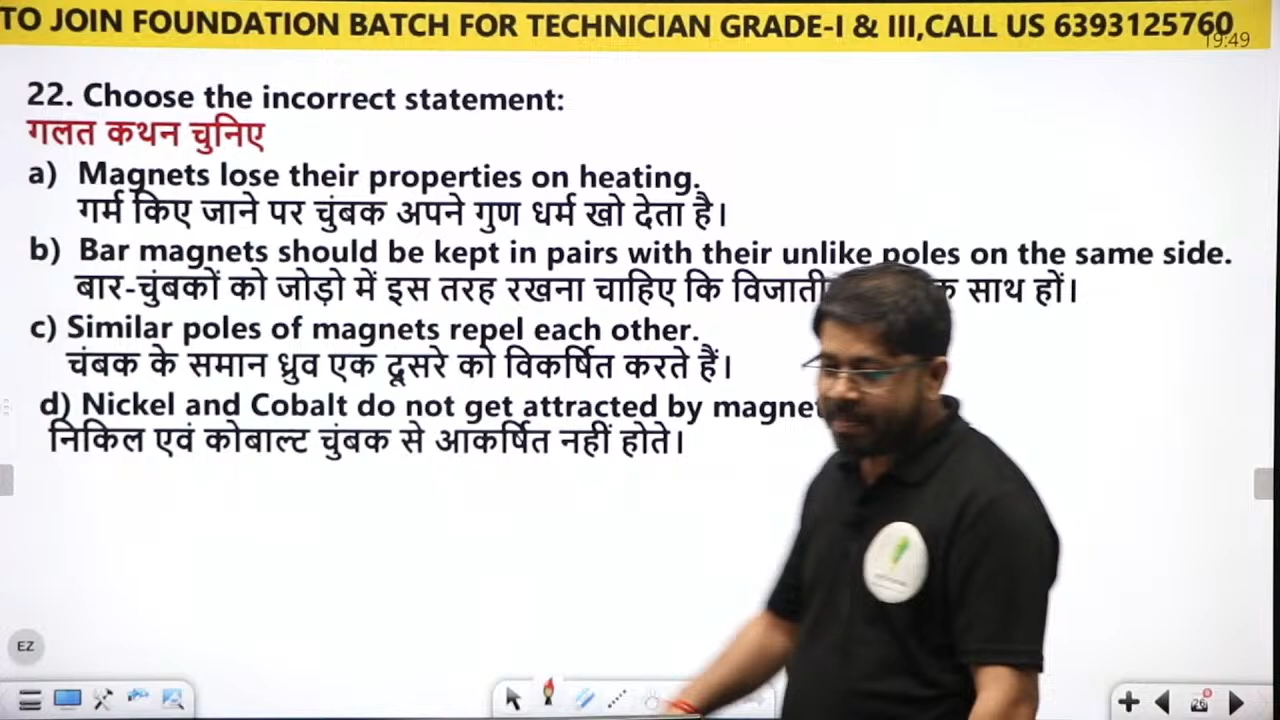 TO JOIN FOUNDATION BATCH FOR TECHNICIAN GRADE-I & III,CALL US 6393125760
19:49
22. Choose the incorrect statement:
गलत कथन चुनिए
a) Magnets lose their properties on heating.
गर्म किए जाने पर चुंबक अपने गुण धर्म खो देता है।
b) Bar magnets should be kept in pairs with their unlike poles on the same side.
बार-चुंबकों को जोड़ो में इस तरह रखना चाहिए कि साथ हों।
c) Similar poles of magnets repel each other.
चंबक के समान ध्रुव एक दूसरे को विकर्षित करते हैं।
d) Nickel and Cobalt do not get attracted by
निकिल एवं कोबाल्ट चुंबक से आकर्षित नहीं होते।
EZ
26